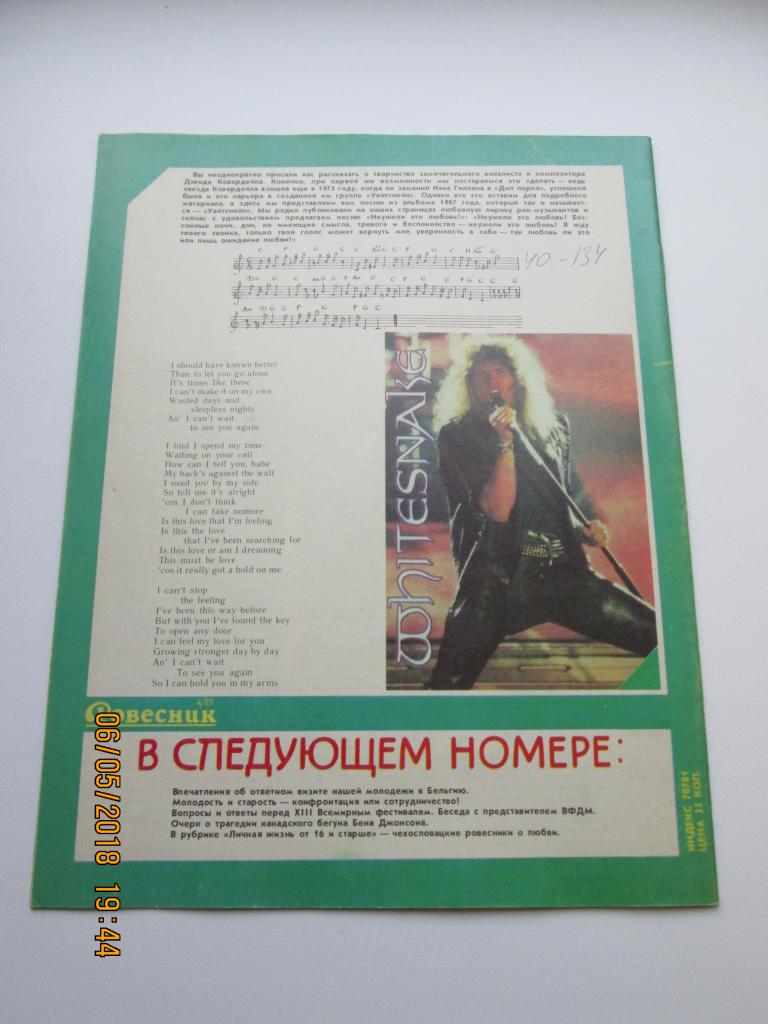 Вы неоднократно просили нас рассказать о творчестве замечательного вокалиста и композитора
Дэвида Ковердейла. Конечно, при первой же возможности мы постараемся это сделать — ведь
звезда Ковердейла взошла еще в 1973 году, когда он заменил Иэна Гиллана в «Дип перпл», успешной
была и его карьера в созданной им группе «Уайтснейк». Однако все это оставим для подробного
материала, а здесь мы представляем вам песню из альбома 1987 года, который так и называет-
ся — «Уайтснейк». Мы редко публиковали на наших страницах любовную лирику рок-музыкантов и
сейчас с удовольствием предлагаем песню «Неужели это любовь!»: «Неужели это любовь! Бес-
сонные ночи, дни, не имеющие смысла, тревога и беспокойство — неужели это любовь! Я жду
твоего звонка, только твой голос может вернуть мне уверенность в себе — так любовь ли это
или лишь ожидание любви!»
40-134
I should have known better
Than to let you go alone
It's times like these
I can't make it on my own
Wasted days and
sleepless nights
An' I can't wait
to see you again
I find I spend my time
Waiting on your call
How can I tell you, babe
My back's against the wall
I need you by my side
So tell me it's alright
'cos I don't think
I can take nomore
Is this love that I'm feeling
Is this the love
that I've been searching for
Is this love or am I dreaming
This must be love
'cos it really got a hold on me
I can't stop
the feeling
I've been this way before
But with you I've found the key
To open any door
I can feel my love for you
Growing stronger day by day
An' I can't wait
To see you again
So I can hold you in my arms
WHITESNAKE
Ровесник
4/89
В СЛЕДУЮЩЕМ НОМЕРЕ:
Впечатления об ответном визите нашей молодежи в Бельгию.
Молодость и старость — конфронтация или сотрудничество!
Вопросы и ответы перед XIII Всемирным фестивалем. Беседа с представителем ВФДМ.
Очерк о трагедии канадского бегуна Бена Джонсона.
В рубрике «Личная жизнь от 16 и старше» — чехословацкие ровесники о любви.
ИНДЕКС 70781
ЦЕНА 35 КОП.
06/05/2018 19:44